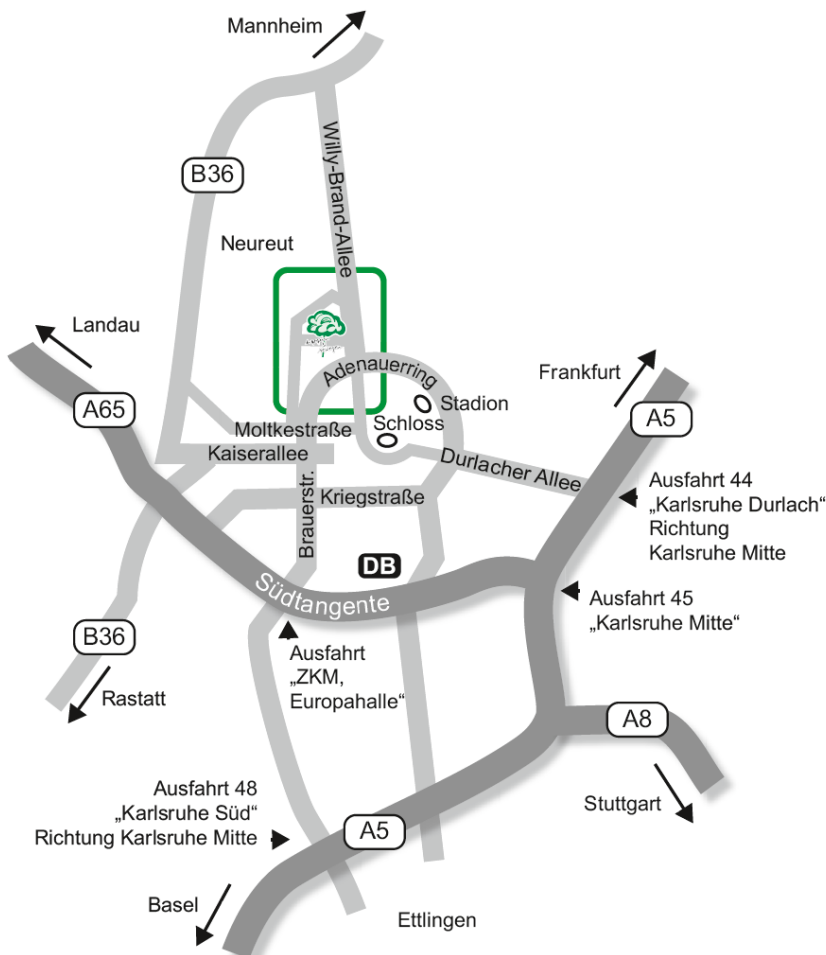 Mannheim
B36
Willy-Brand-Allee
Neureut
Landau
A65
Adenauerring
Stadion
Schloss
Frankfurt
A5
Moltkestraße
Kaiserallee
Durlacher Allee
Brauerstr.
Kriegstraße
Ausfahrt 44
„Karlsruhe Durlach“
Richtung
Karlsruhe Mitte
DB
Südtangente
Ausfahrt 45
„Karlsruhe Mitte“
B36
Rastatt
Ausfahrt
„ZKM,
Europahalle“
A8
Stuttgart
Ausfahrt 48
„Karlsruhe Süd“
Richtung Karlsruhe Mitte
A5
Basel
Ettlingen